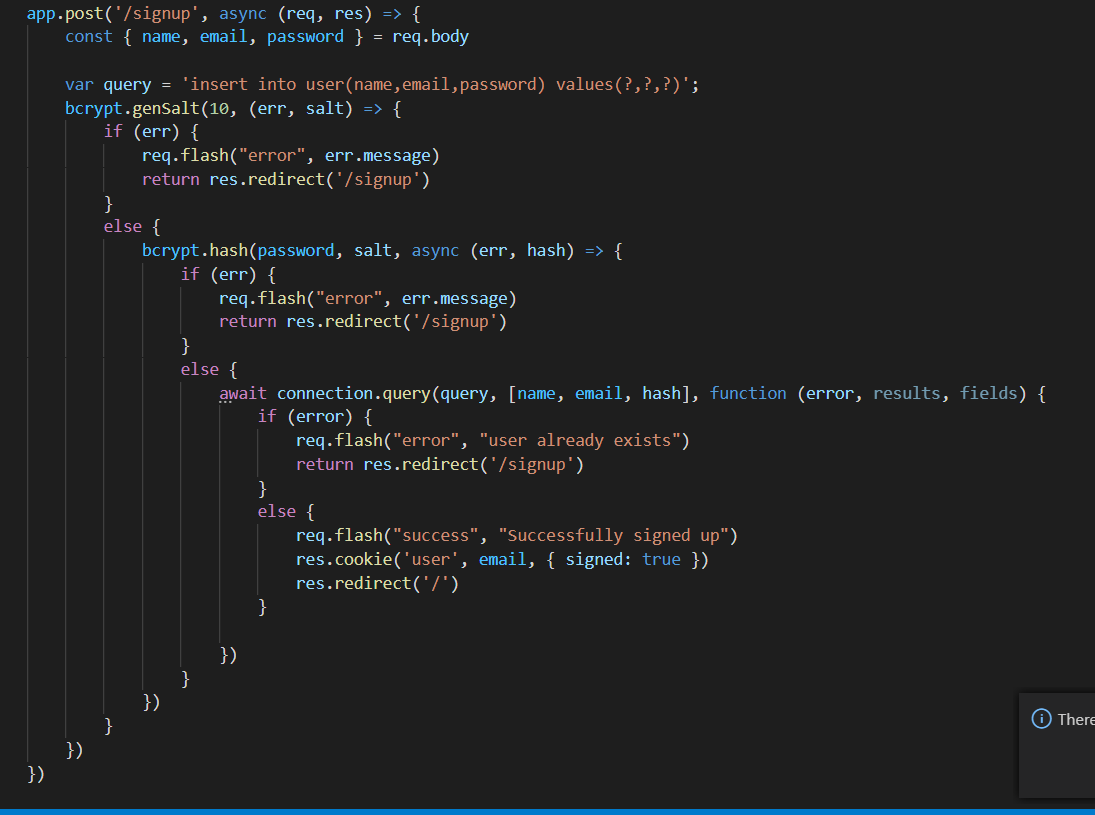 app.post('/signup', async (req, res) => {
    const { name, email, password } = req.body
    var query = 'insert into user(name,email,password) values(?,?,?)';
    bcrypt.genSalt(10, (err, salt) => {
        if (err) {
            req.flash("error", err.message)
            return res.redirect('/signup')
        }
        else {
            bcrypt.hash(password, salt, async (err, hash) => {
                if (err) {
                    req.flash("error", err.message)
                    return res.redirect('/signup')
                }
                else {
                    await connection.query(query, [name, email, hash], function (error, results, fields) {
                        if (error) {
                            req.flash("error", "user already exists")
                            return res.redirect('/signup')
                        }
                        else {
                            req.flash("success", "Successfully signed up")
                            res.cookie('user', email, { signed: true })
                            res.redirect('/')
                        }
                    })
                }
            })
        }
    })
})
There